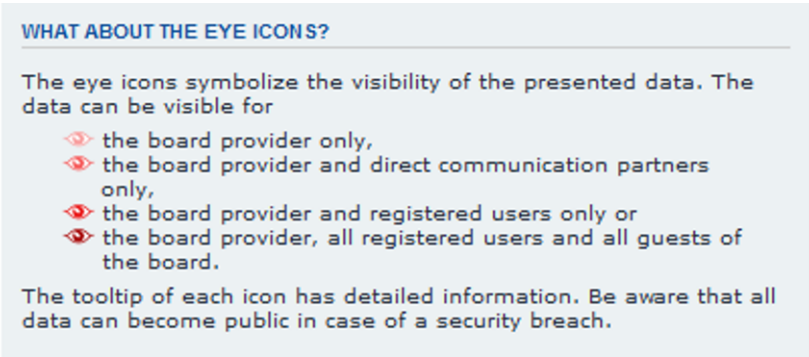 WHAT ABOUT THE EYE ICONS?
The eye icons symbolize the visibility of the presented data. The
data can be visible for
the board provider only,
the board provider and direct communication partners
only,
the board provider and registered users only or
the board provider, all registered users and all guests of
the board.
The tooltip of each icon has detailed information. Be aware that all
data can become public in case of a security breach.